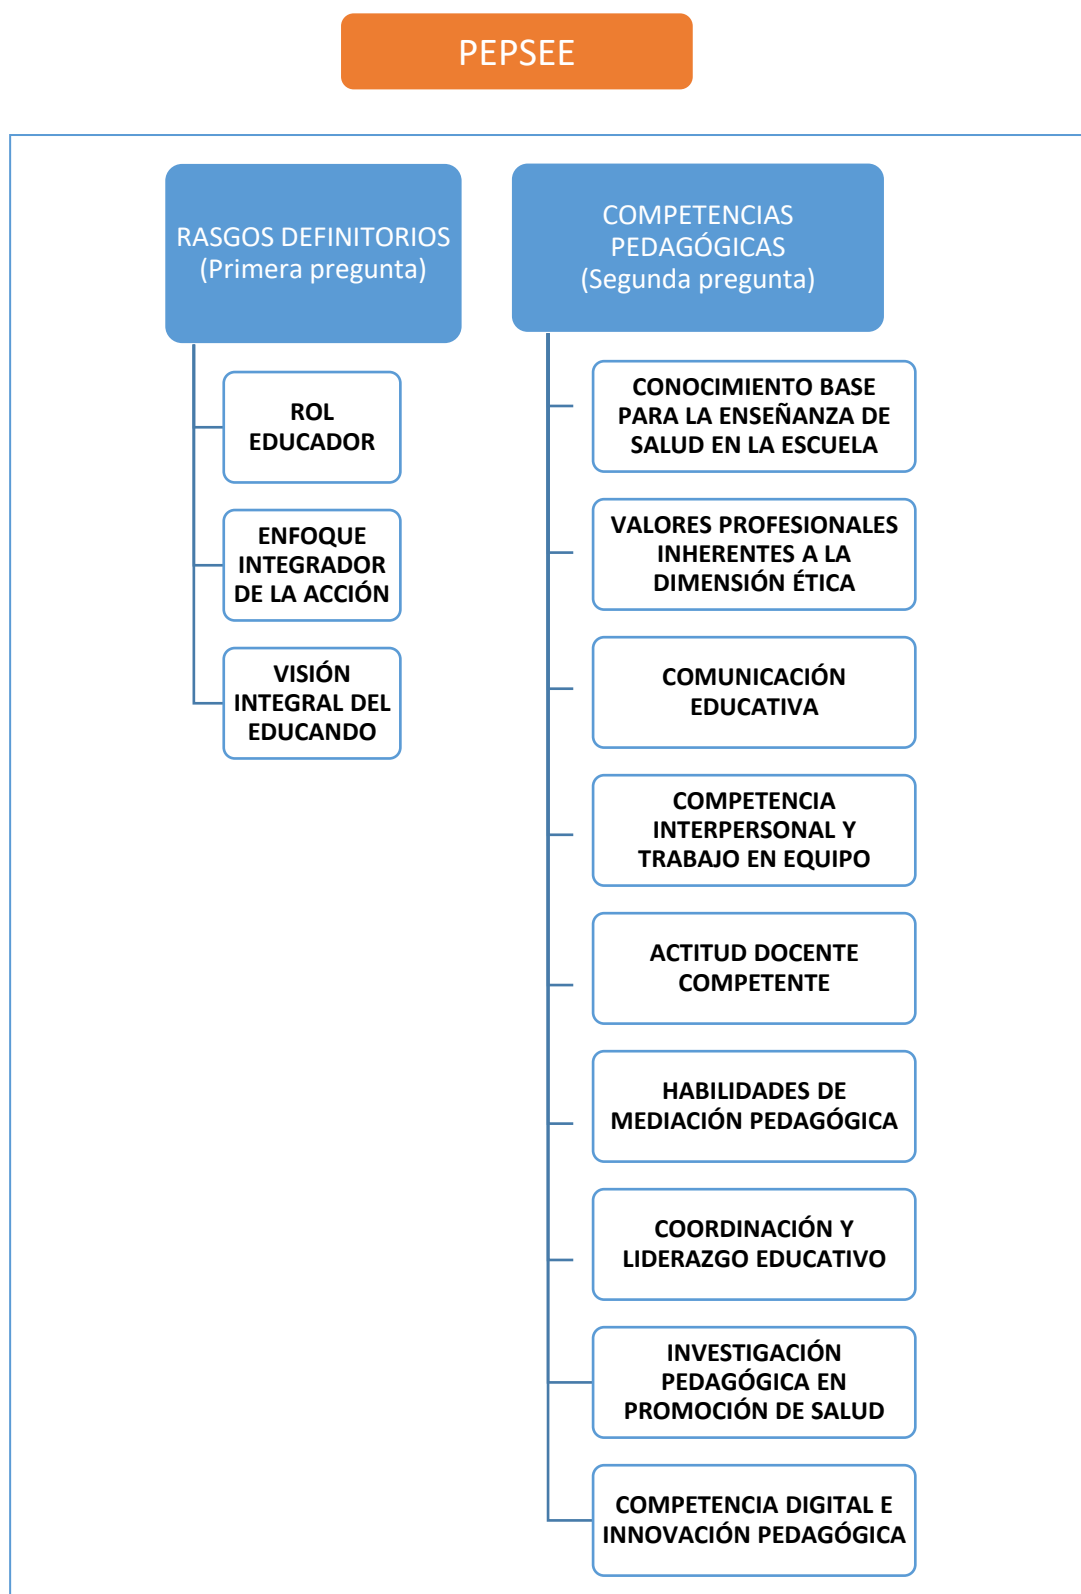 PEPSEE
RASGOS DEFINITORIOS
(Primera pregunta)
ROL
EDUCADOR
ENFOQUE
INTEGRADOR
DE LA ACCIÓN
VISIÓN
INTEGRAL DEL
EDUCANDO
COMPETENCIAS
PEDAGÓGICAS
(Segunda pregunta)
CONOCIMIENTO BASE
PARA LA ENSEÑANZA DE
SALUD EN LA ESCUELA
VALORES PROFESIONALES
INHERENTES A LA
DIMENSIÓN ÉTICA
COMUNICACIÓN
EDUCATIVA
COMPETENCIA
INTERPERSONAL Y
TRABAJO EN EQUIPO
ACTITUD DOCENTE
COMPETENTE
HABILIDADES DE
MEDIACIÓN PEDAGÓGICA
COORDINACIÓN Y
LIDERAZGO EDUCATIVO
INVESTIGACIÓN
PEDAGÓGICA EN
PROMOCIÓN DE SALUD
COMPETENCIA DIGITAL E
INNOVACIÓN PEDAGÓGICA